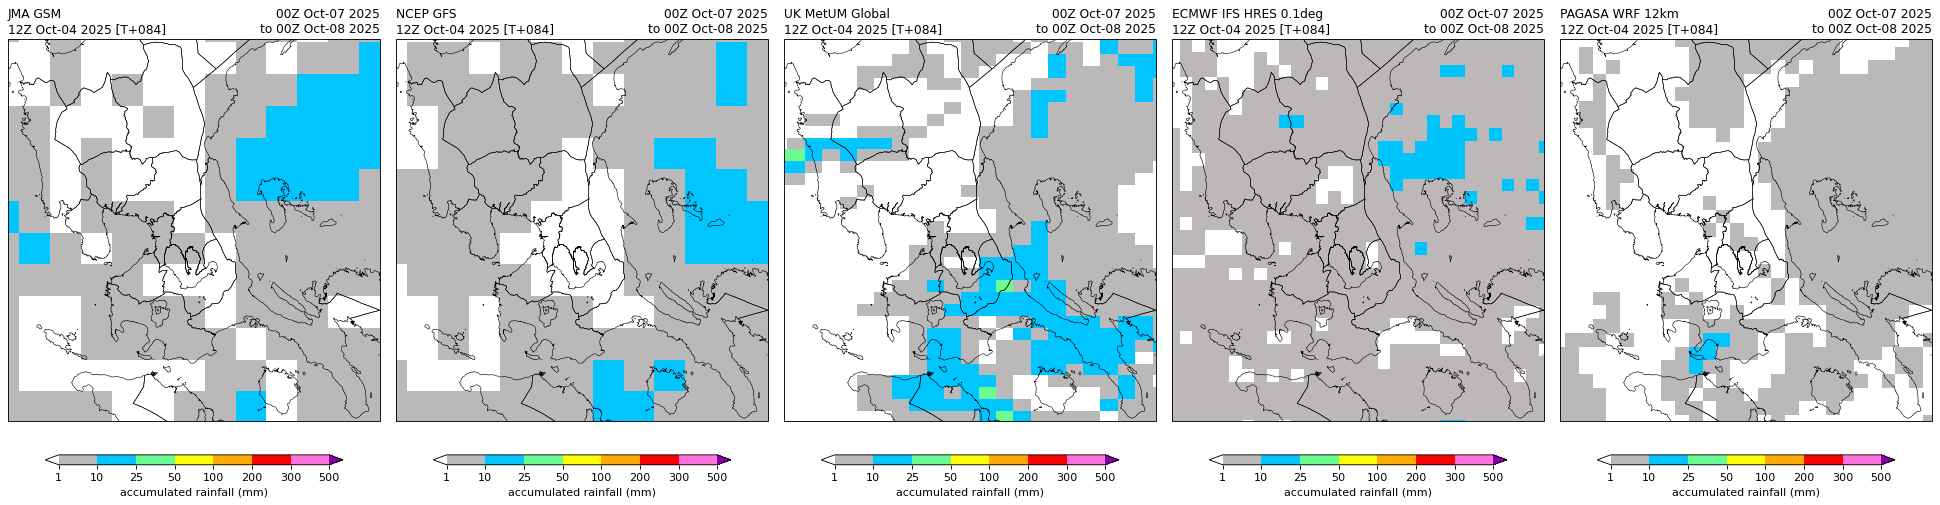 JMA GSM 00Z Oct-07 2025
12Z Oct-04 2025 [T+084] to 00Z Oct-08 2025
1 10 25 50 100 200 300 500
accumulated rainfall (mm)
NCEP GFS 00Z Oct-07 2025
12Z Oct-04 2025 [T+084] to 00Z Oct-08 2025
1 10 25 50 100 200 300 500
accumulated rainfall (mm)
UK MetUM Global 00Z Oct-07 2025
12Z Oct-04 2025 [T+084] to 00Z Oct-08 2025
1 10 25 50 100 200 300 500
accumulated rainfall (mm)
ECMWF IFS HRES 0.1deg 00Z Oct-07 2025
12Z Oct-04 2025 [T+084] to 00Z Oct-08 2025
1 10 25 50 100 200 300 500
accumulated rainfall (mm)
PAGASA WRF 12km 00Z Oct-07 2025
12Z Oct-04 2025 [T+084] to 00Z Oct-08 2025
1 10 25 50 100 200 300 500
accumulated rainfall (mm)